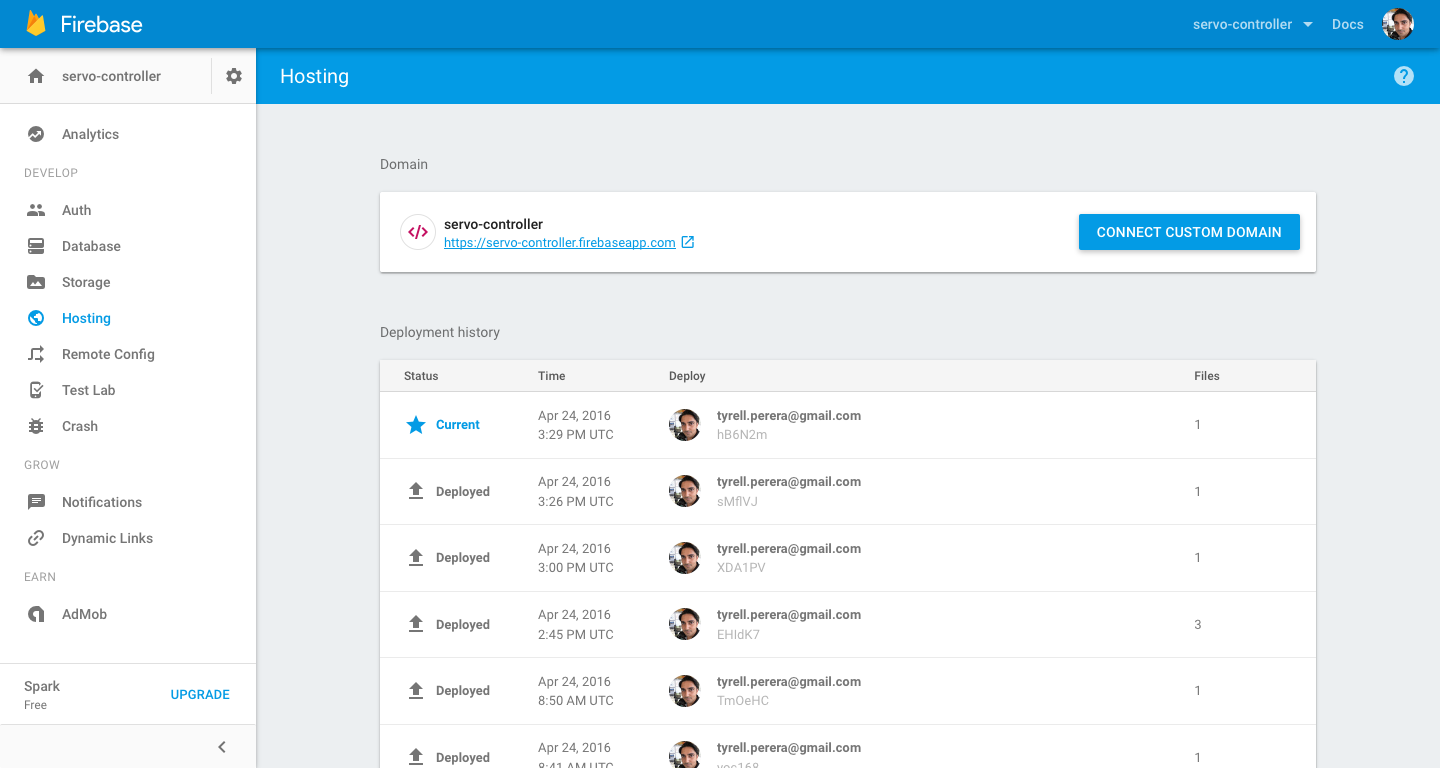 Firebase
servo-controller
Docs
servo-controller
Hosting
Analytics
DEVELOP
Auth
Database
Storage
Hosting
Remote Config
Test Lab
Crash
GROW
Notifications
Dynamic Links
EARN
AdMob
Spark
Free
UPGRADE
Domain
servo-controller
https://servo-controller.firebaseapp.com
CONNECT CUSTOM DOMAIN
Deployment history
Status Time Deploy Files
Current Apr 24, 2016 tyrell.perera@gmail.com 1
3:29 PM UTC hB6N2m
Deployed Apr 24, 2016 tyrell.perera@gmail.com 1
3:26 PM UTC
Deployed Apr 24, 2016 tyrell.perera@gmail.com 1
3:00 PM UTC XDA1PV
Deployed Apr 24, 2016 tyrell.perera@gmail.com 3
2:45 PM UTC
Deployed Apr 24, 2016 tyrell.perera@gmail.com 1
8:50 AM UTC TmOeHC
Deployed Apr 24, 2016 tyrell.perera@gmail.com 1
8:41 AM UTC